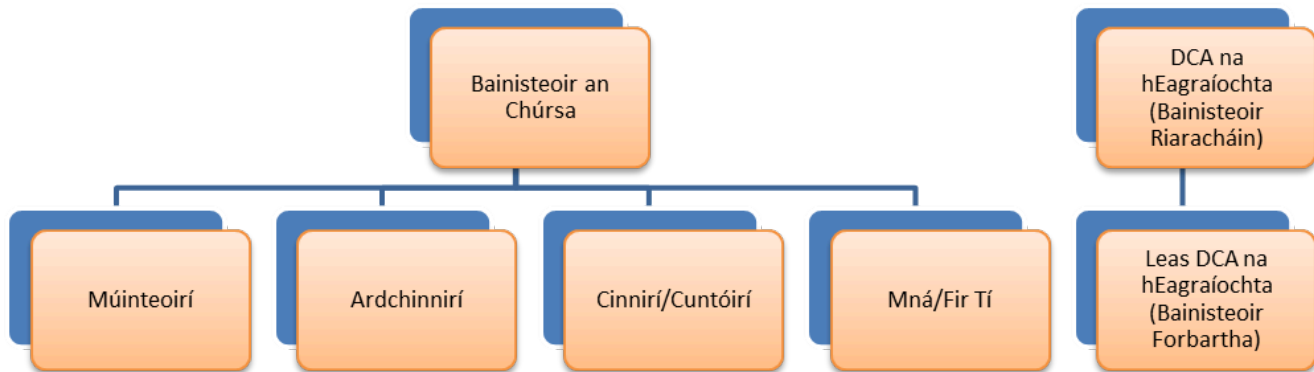 Bainisteoir an
Chúrsa
DCA na
hEagraíochta
(Bainisteoir
Riaracháin)
Múinteoirí
Ardchinnirí
Cinnirí/Cuntóirí
Mná/Fir Tí
Leas DCA na
hEagraíochta
(Bainisteoir
Forbartha)